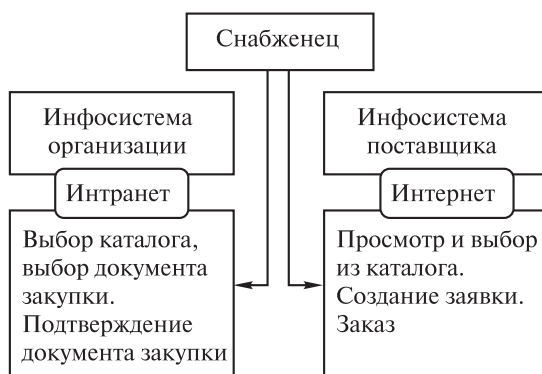 Снабженец
Инфосистема
организации
Интранет
Выбор каталога,
выбор документа
закупки.
Подтверждение
документа закупки
Инфосистема
поставщика
Интернет
Просмотр и выбор
из каталога.
Создание заявки.
Заказ